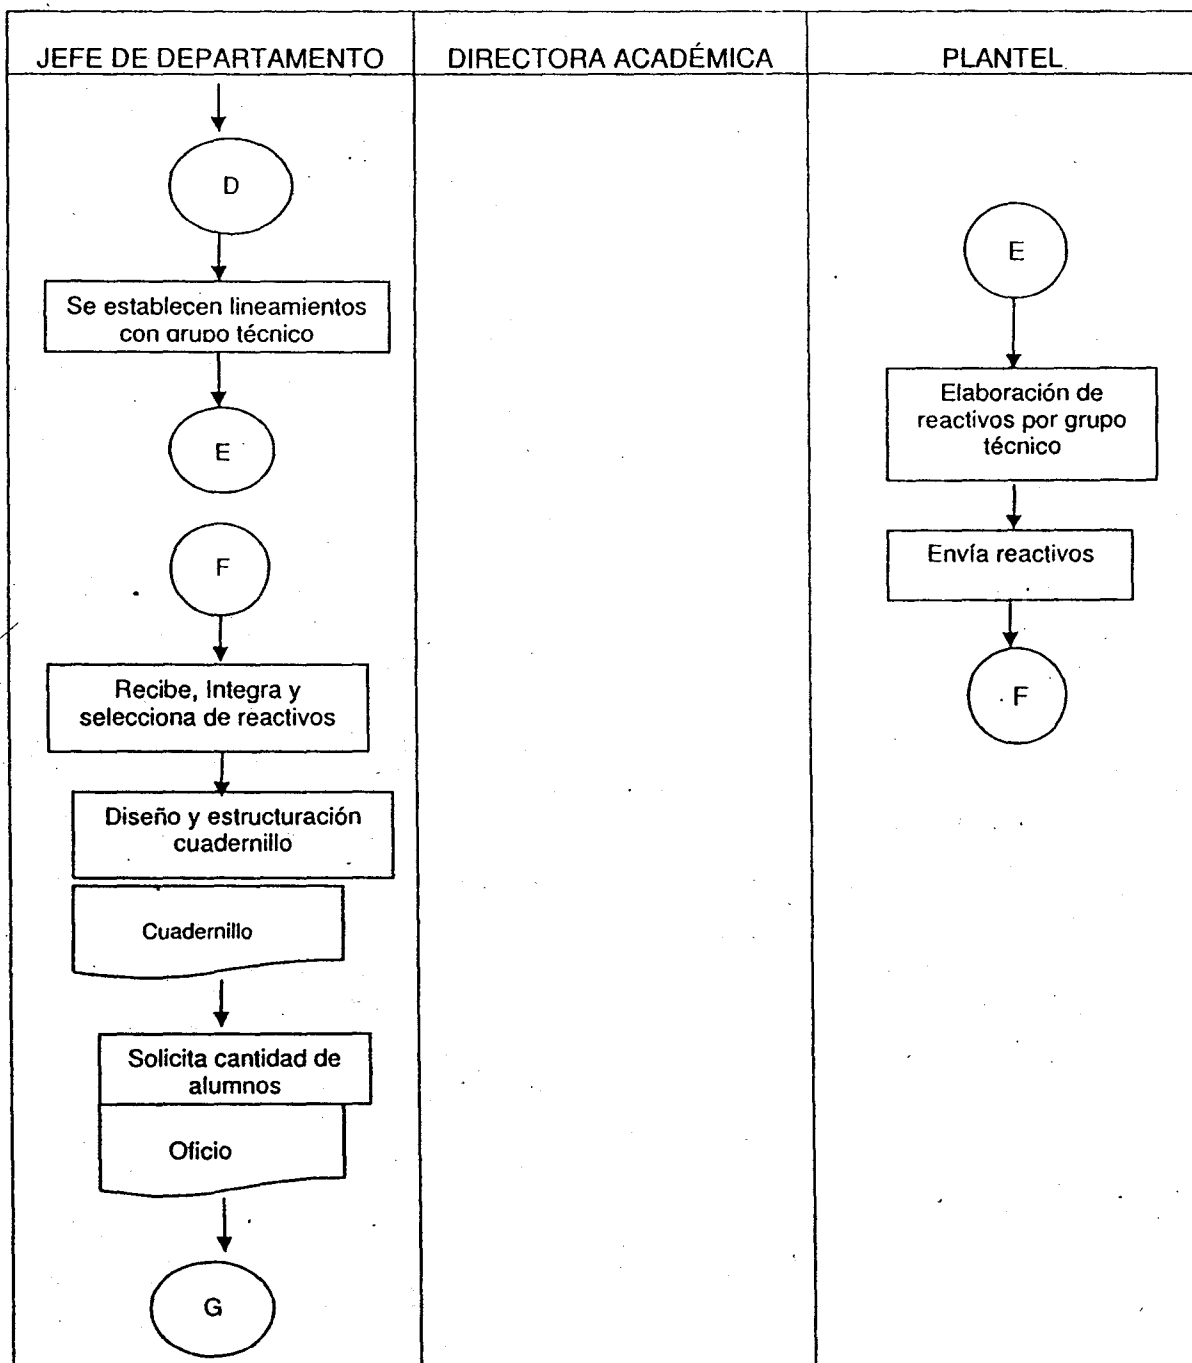 JEFE DE DEPARTAMENTO
DIRECTORA ACADÉMICA
PLANTEL
D
Se establecen lineamientos
con grupo técnico
E
F
Recibe, Integra y
selecciona de reactivos
Diseño y estructuración
cuadernillo
Cuadernillo
Solicita cantidad de
alumnos
Oficio
G
E
Elaboración de
reactivos por grupo
técnico
Envía reactivos
F